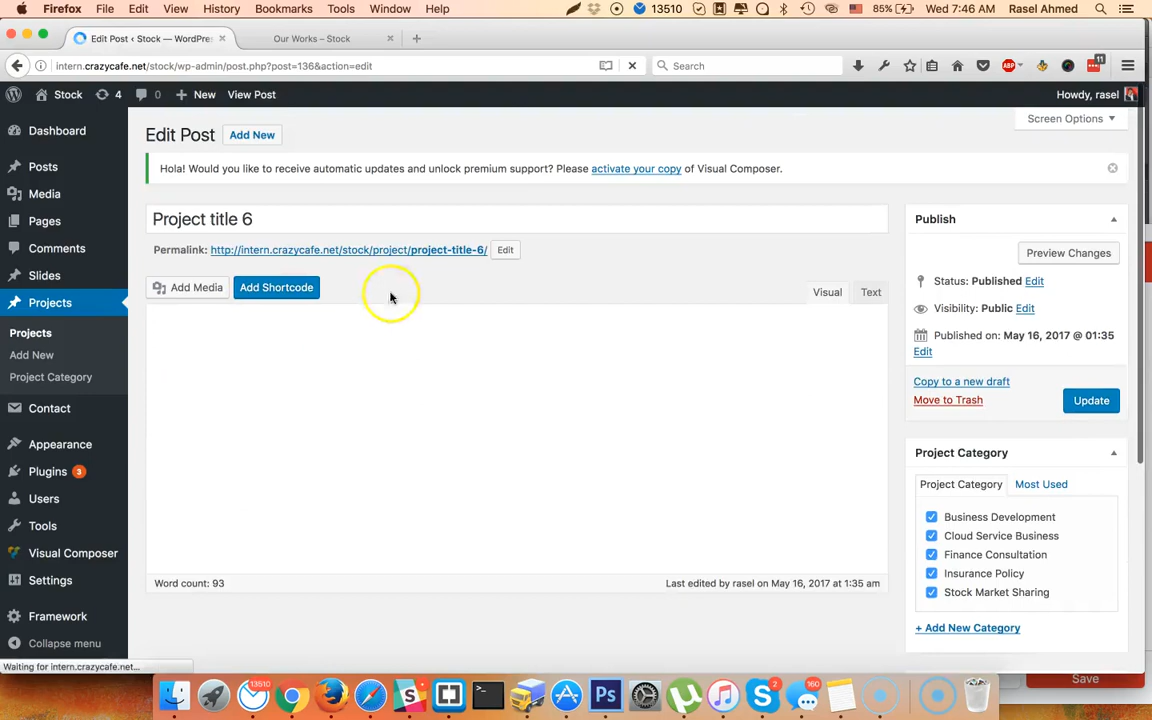 Firefox File Edit View History Bookmarks Tools Window Help 13510 85% Wed 7:46 AM Rasel Ahmed
Edit Post ‹ Stock — WordPre
Our Works – Stock
intern.crazycafe.net/stock/wp-admin/post.php?post=136&action=edit
Search
ABP
11
Stock 4 0 New View Post Howdy, rasel
Screen Options
Edit Post Add New
Hola! Would you like to receive automatic updates and unlock premium support? Please activate your copy of Visual Composer.
Dashboard
Posts
Media
Pages
Comments
Slides
Projects
Projects
Add New
Project Category
Contact
Appearance
Plugins 3
Users
Tools
Visual Composer
Settings
Framework
Collapse menu
Project title 6
Permalink: http://intern.crazycafe.net/stock/project/project-title-6/ Edit
Add Media Add Shortcode
Visual Text
Word count: 93
Last edited by rasel on May 16, 2017 at 1:35 am
Publish
Preview Changes
Status: Published Edit
Visibility: Public Edit
Published on: May 16, 2017 @ 01:35
Edit
Copy to a new draft
Move to Trash
Update
Project Category
Project Category Most Used
Business Development
Cloud Service Business
Finance Consultation
Insurance Policy
Stock Market Sharing
+ Add New Category
Waiting for intern.crazycafe.net...
Save
13510
Ps
2
160